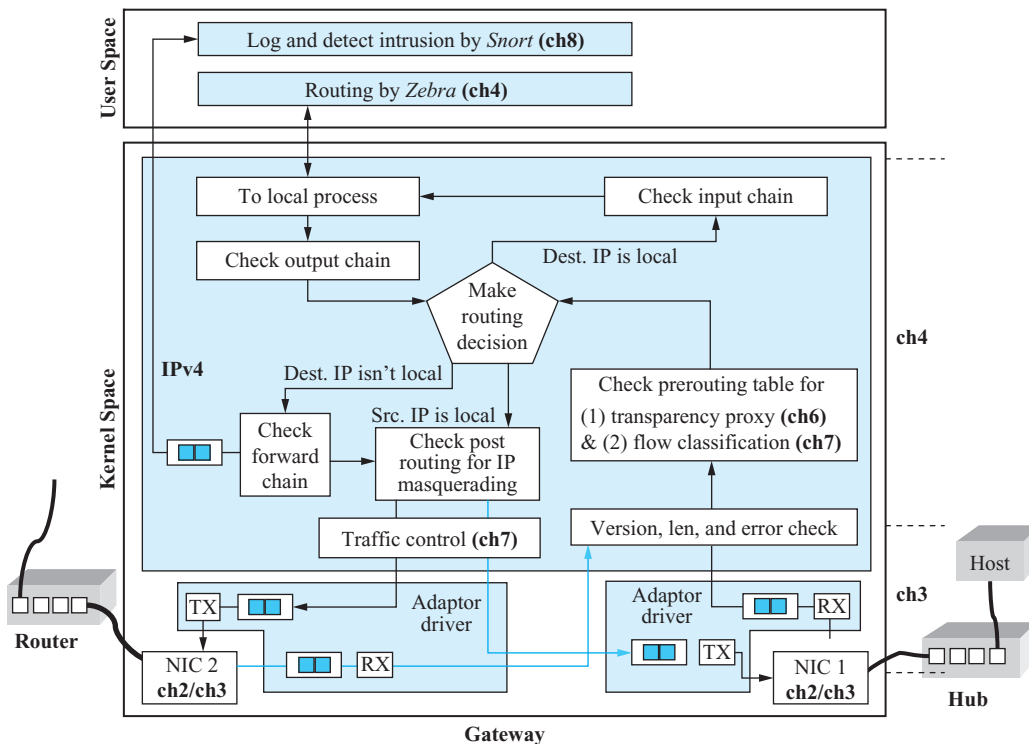 User Space
Log and detect intrusion by Snort (ch8)
Routing by Zebra (ch4)
Kernel Space
To local process
Check input chain
Check output chain
Dest. IP is local
Make
routing
decision
ch4
IPv4
Dest. IP isn't local
Check prerouting table for
(1) transparency proxy (ch6)
& (2) flow classification (ch7)
Src. IP is local
Check
forward
chain
Check post
routing for IP
masquerading
Traffic control (ch7)
Version, len, and error check
Host
ch3
Router
TX
Adaptor
driver
Adaptor
driver
RX
NIC 2
ch2/ch3
RX
TX
NIC 1
ch2/ch3
Hub
Gateway